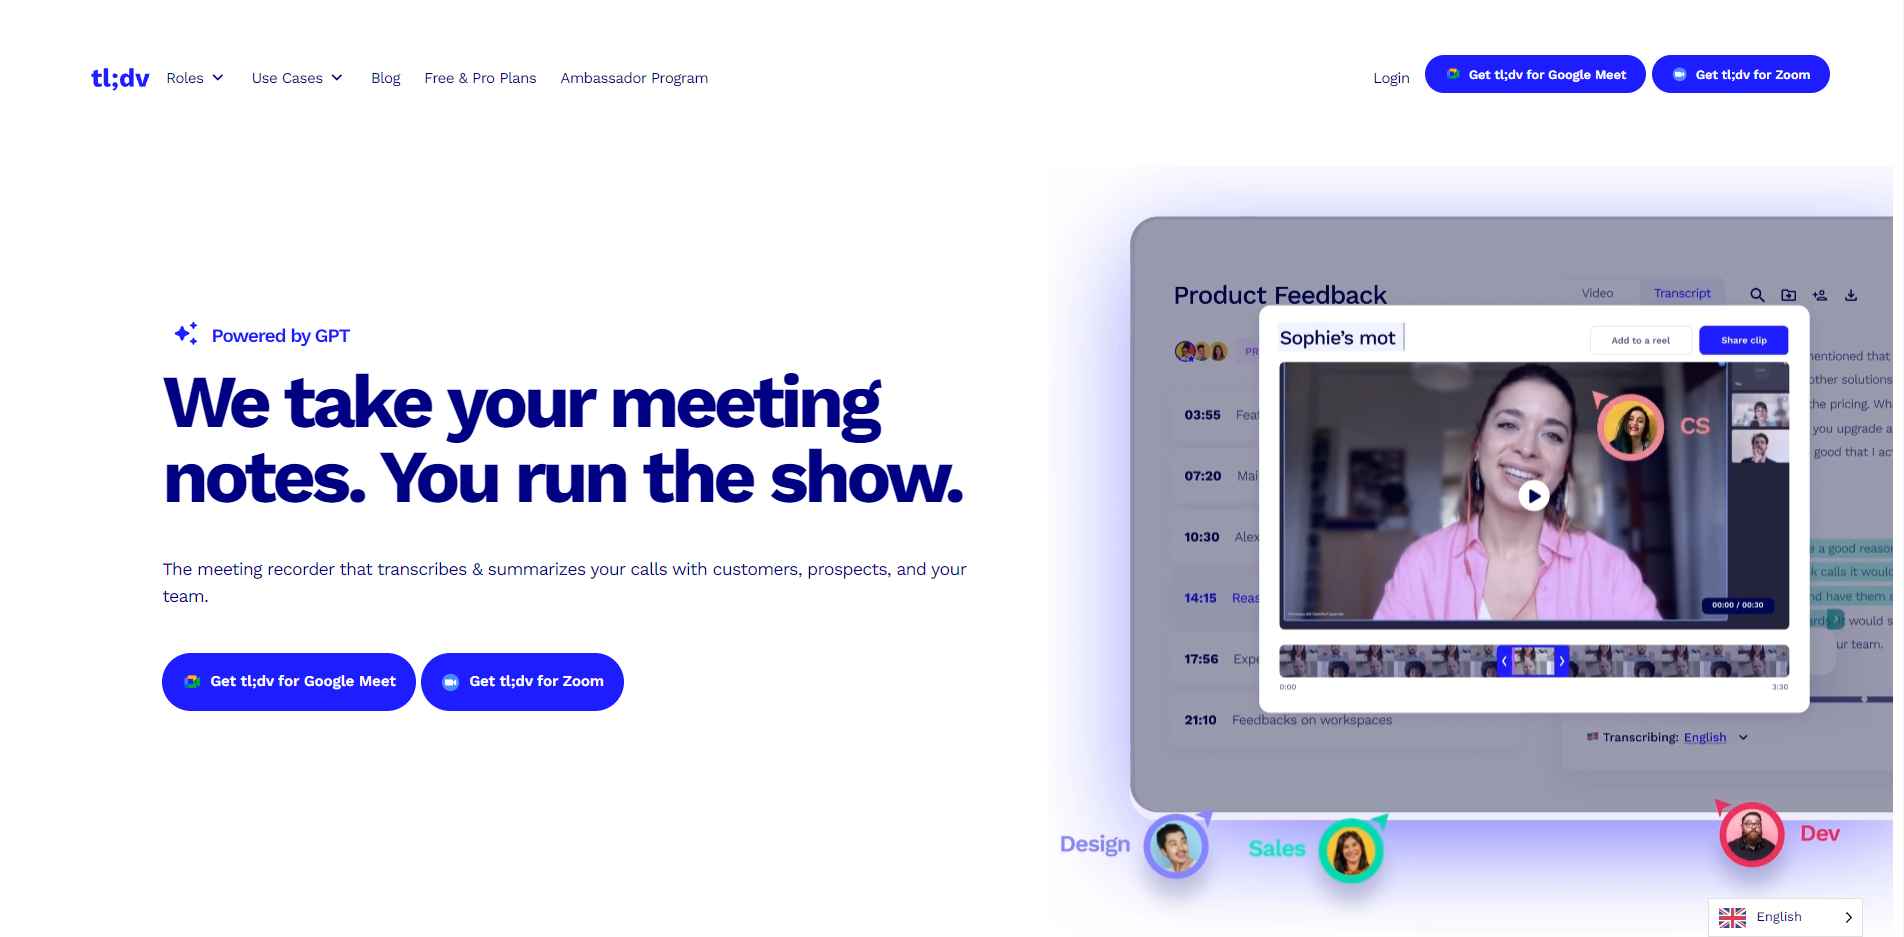 tl;dv
Roles
Use Cases
Blog
Free & Pro Plans
Ambassador Program
Login
Get tl;dv for Google Meet
Get tl;dv for Zoom
Powered by GPT
We take your meeting
notes. You run the show.
The meeting recorder that transcribes & summarizes your calls with customers, prospects, and your
team.
Get tl;dv for Google Meet
Get tl;dv for Zoom
Product Feedback
Video
Transcript
Sophie's mot
Add to a reel
Share clip
PR
CS
03:55 Feat
07:20 Mai
10:30 Alex
14:15 Reas
17:56 Expe
21:10 Feedbacks on workspaces
entioned that
other solutions
the pricing. Wh
you upgrade a
good that I ac
e a good reaso
k calls it would
nd have them a
would s
ur team.
00:00 / 00:30
0:00
3:30
Transcribing: English
Design
Sales
Dev
English